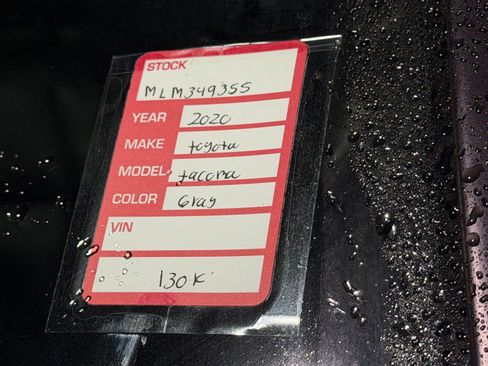 STOCK
MLM349355
YEAR 2020
MAKE toyota
MODEL tacoma
COLOR Gray
VIN
130K